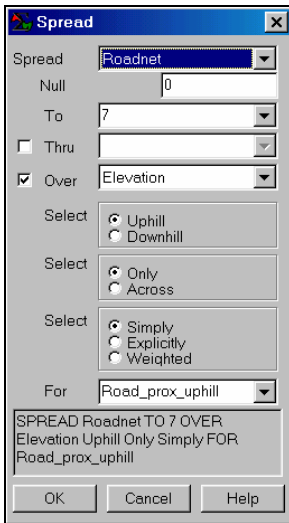 Spread
Spread Roadnet
Null 0
To 7
Thru
Over Elevation
Select Uphill
Downhill
Select Only
Across
Select Simply
Explicitly
Weighted
For Road_prox_uphill
SPREAD Roadnet TO 7 OVER
Elevation Uphill Only Simply FOR
Road_prox_uphill
OK Cancel Help